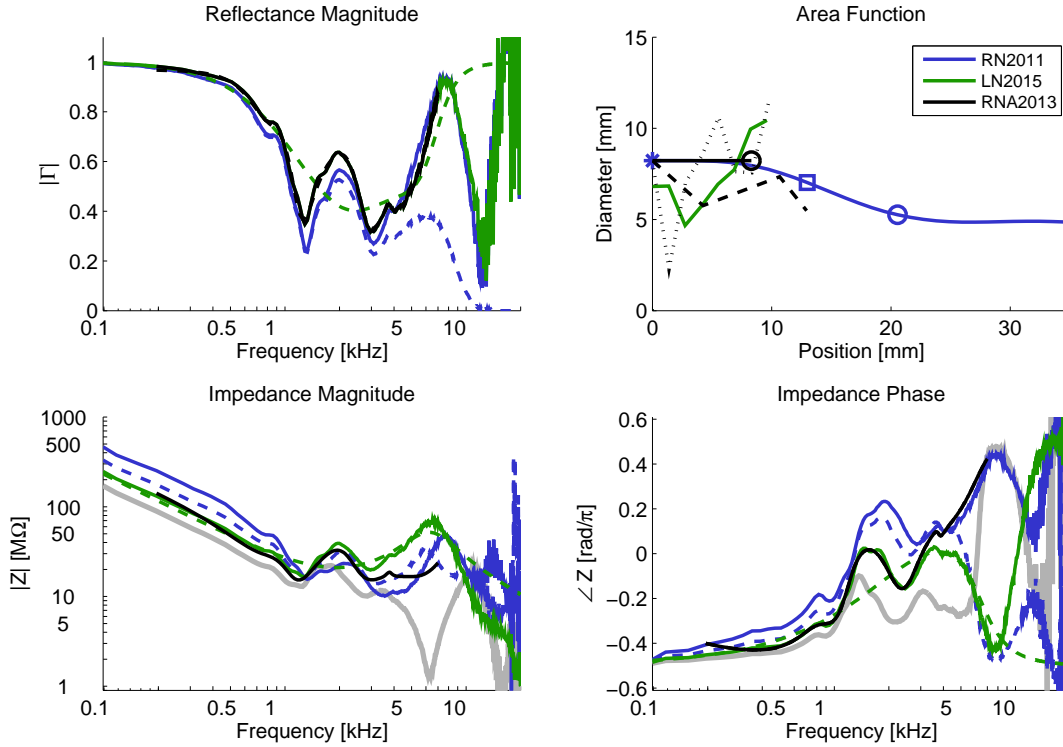 Reflectance Magnitude
1
0.8
0.6
0.4
0.2
0
|Γ|
0.1
0.5
1
5
10
Frequency [kHz]
Area Function
15
10
5
0
Diameter [mm]
RN2011
LN2015
RNA2013
0
10
20
30
Position [mm]
Impedance Magnitude
1000
500
100
50
10
5
1
|Z| [MΩ]
0.1
0.5
1
5
10
Frequency [kHz]
Impedance Phase
0.6
0.4
0.2
0
−0.2
−0.4
−0.6
∠ Z [rad/π]
0.1
0.5
1
5
10
Frequency [kHz]